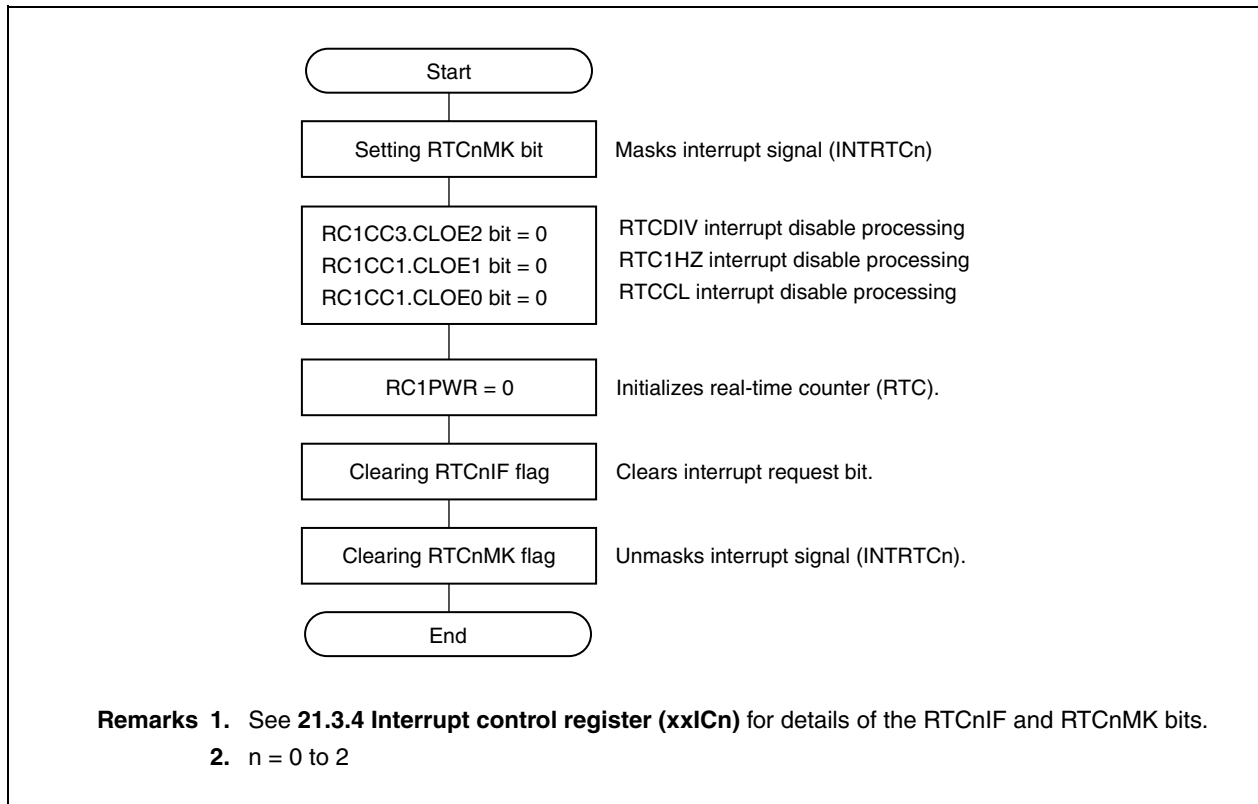 Start
Setting RTCnMK bit
Masks interrupt signal (INTRTCn)
RC1CC3.CLOE2 bit = 0
RTCDIV interrupt disable processing
RC1CC1.CLOE1 bit = 0
RTC1HZ interrupt disable processing
RC1CC1.CLOE0 bit = 0
RTCCL interrupt disable processing
RC1PWR = 0
Initializes real-time counter (RTC).
Clearing RTCnIF flag
Clears interrupt request bit.
Clearing RTCnMK flag
Unmasks interrupt signal (INTRTCn).
End
Remarks 1. See 21.3.4 Interrupt control register (xxICn) for details of the RTCnIF and RTCnMK bits.
2. n = 0 to 2